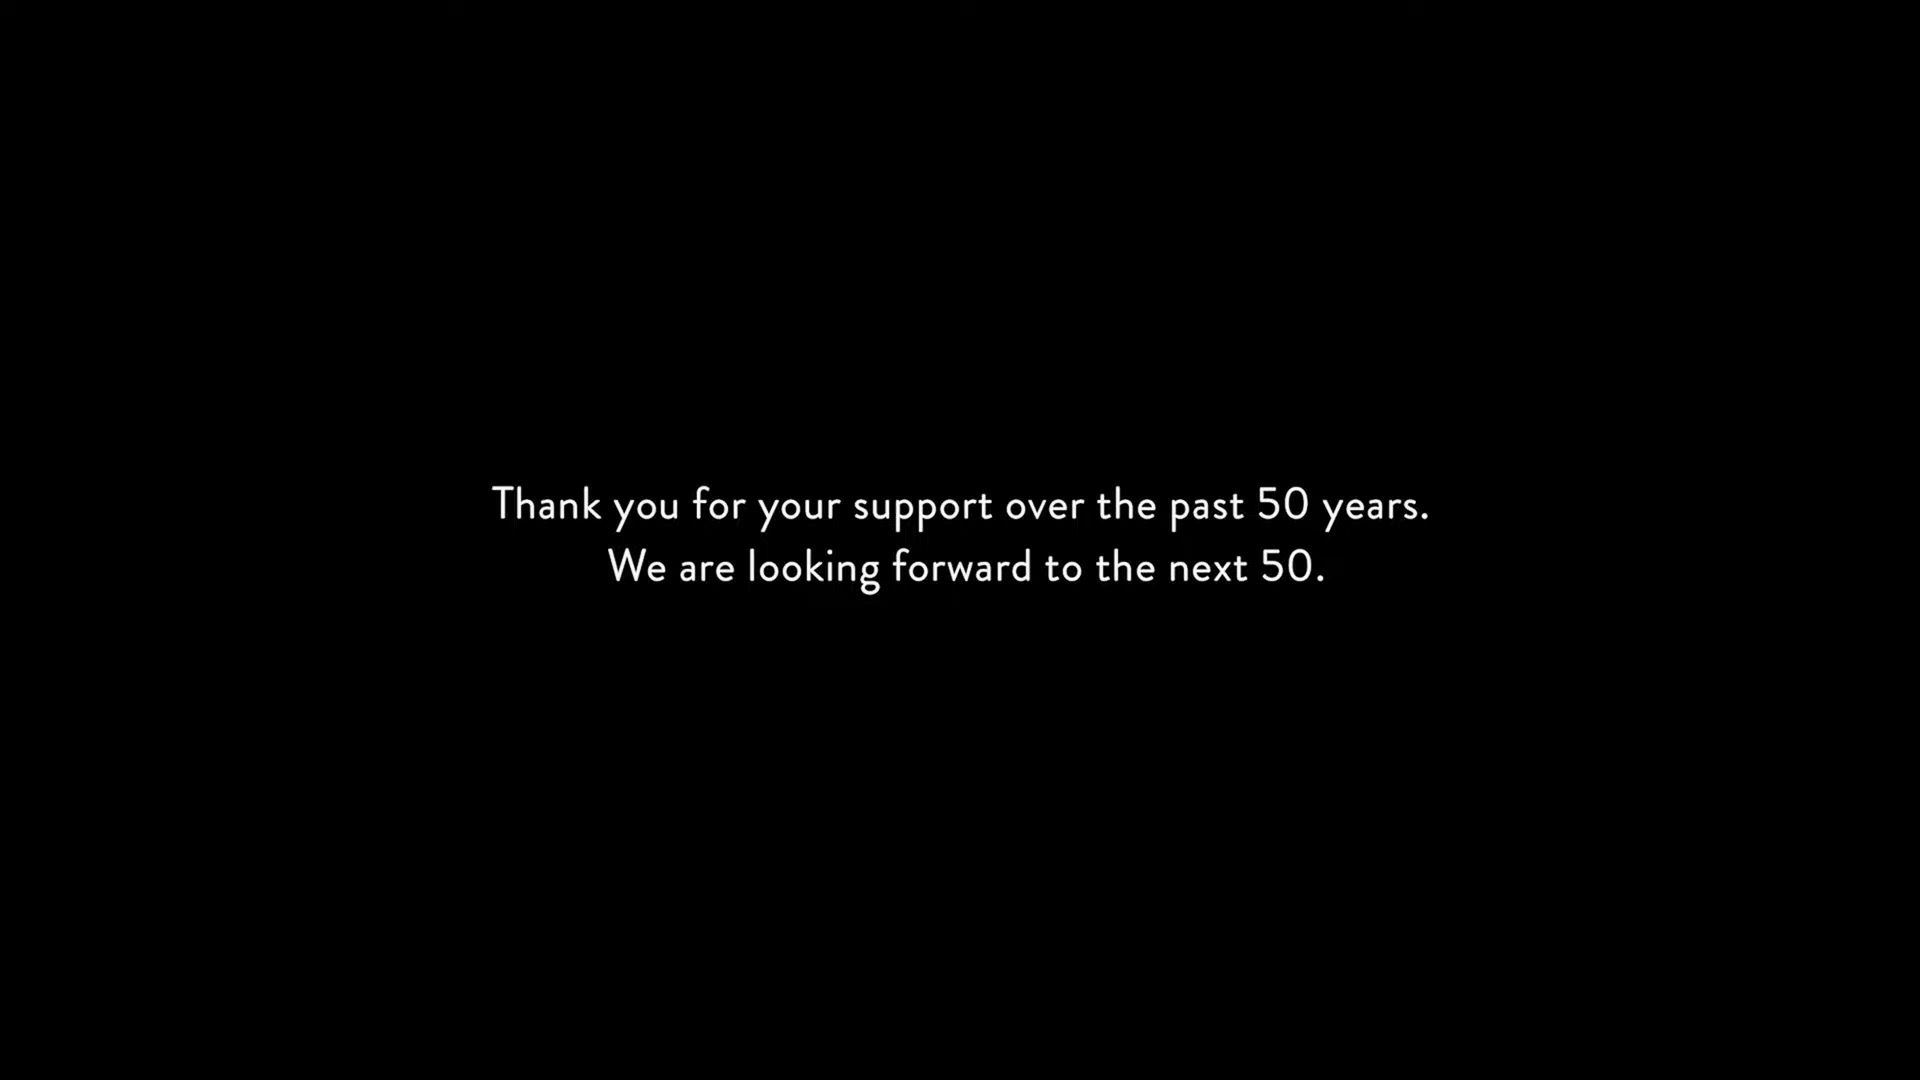 Thank you for your support over the past 50 years.
We are looking forward to the next 50.